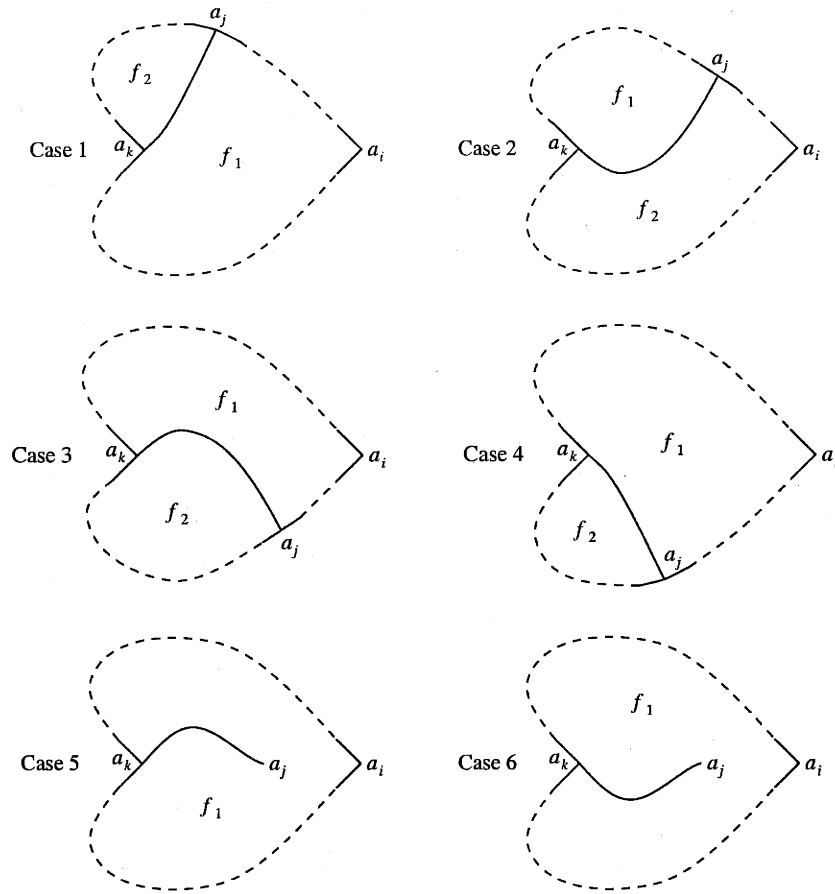 Case 1
a_j
f_2
a_k
f_1
a_i
Case 2
a_j
f_1
a_k
a_i
f_2
Case 3
f_1
a_k
a_i
f_2
a_j
Case 4
a_k
f_1
a
f_2
a_j
Case 5
a_k
a_j
a_i
f_1
Case 6
f_1
a_k
a_j
a_i